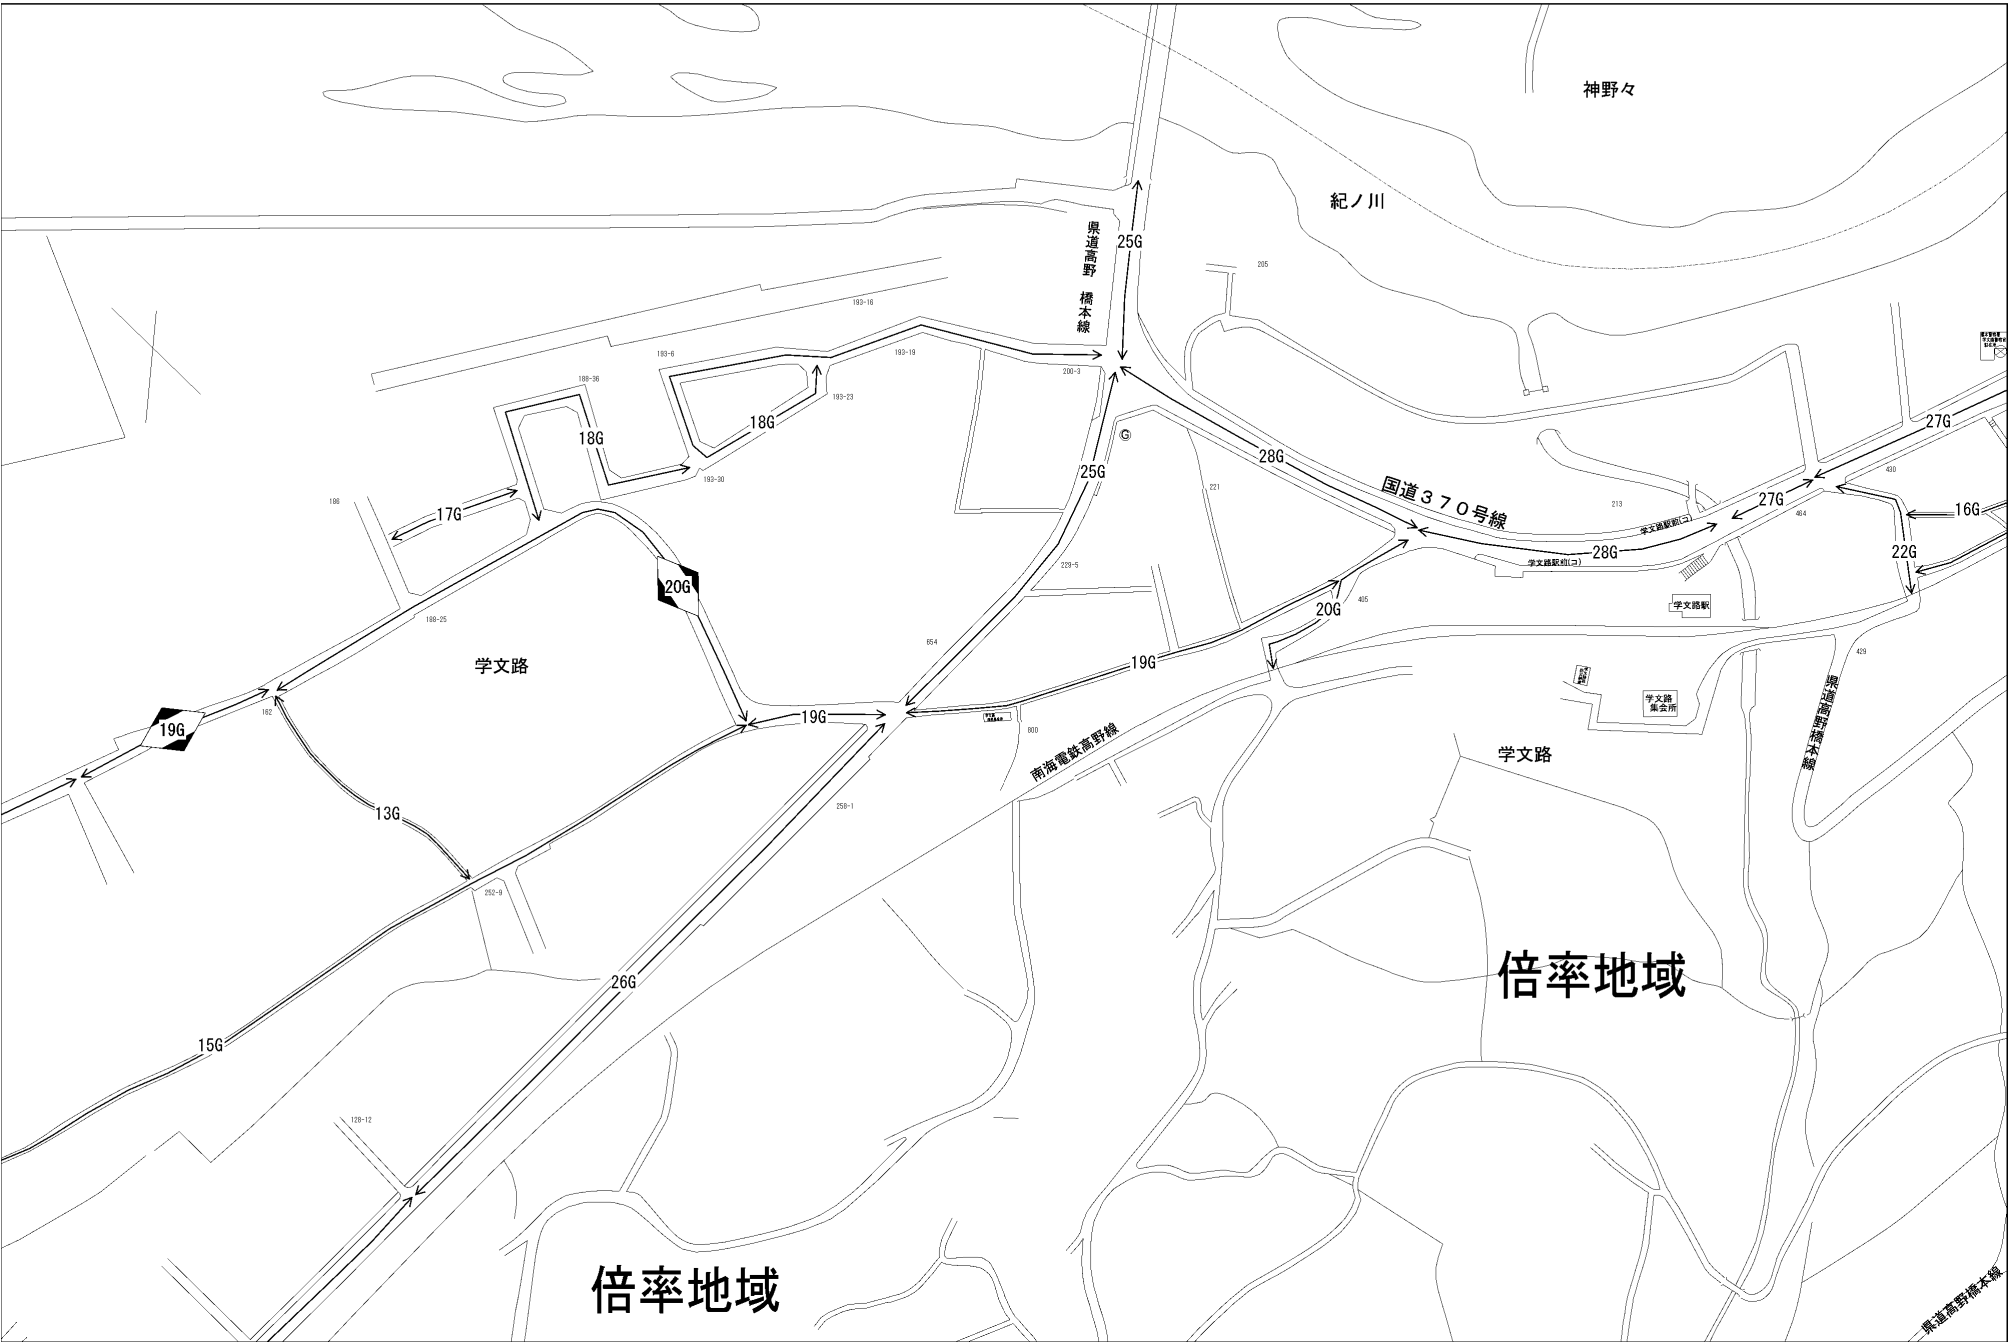 神野々
紀ノ川
県道高野 橋本線
25G
205
193-16
193-6
193-19
200-3
188-36
193-23
18G
18G
27G
G
25G
28G
193-30
430
186
221
国道３７０号線
213
27G
464
16G
17G
学文路駅前(コ)
28G
学文路駅前(コ)
22G
229-5
20G
学文路駅
20G
405
188-25
654
19G
429
学文路
162
19G
19G
800
南海電鉄高野線
学文路
集会所
県道高野橋本線
学文路
13G
258-1
252-9
26G
倍率地域
15G
128-12
倍率地域
県道高野橋本線